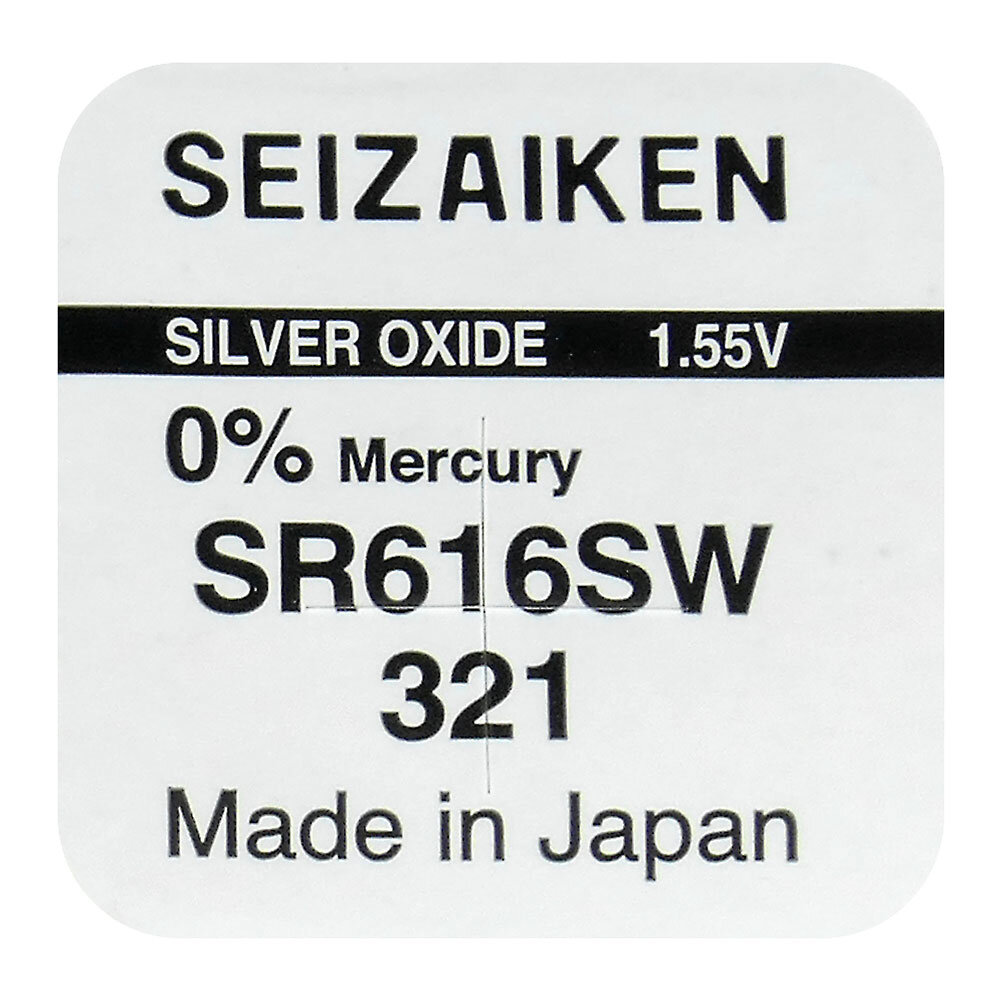 SEIZAIKEN
SILVER OXIDE 1.55V
0% Mercury
SR616SW
321
Made in Japan